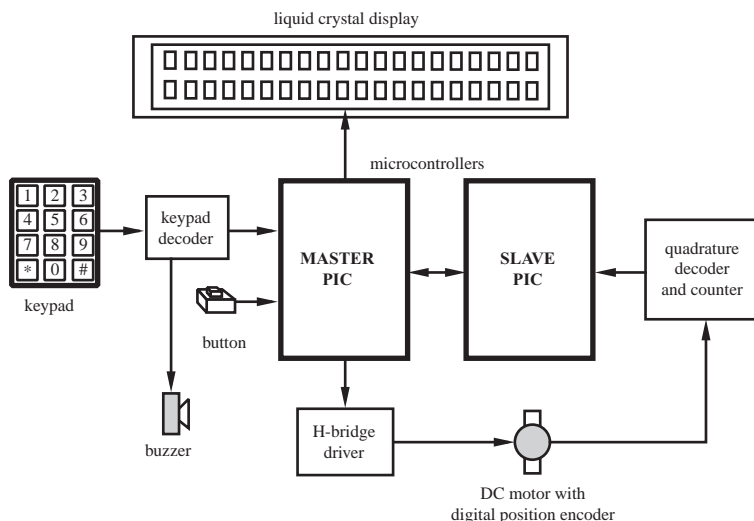 liquid crystal display
microcontrollers
1 2 3
4 5 6
7 8 9
* 0 #
keypad
keypad
decoder
button
buzzer
MASTER
PIC
SLAVE
PIC
quadrature
decoder
and counter
H-bridge
driver
DC motor with
digital position encoder